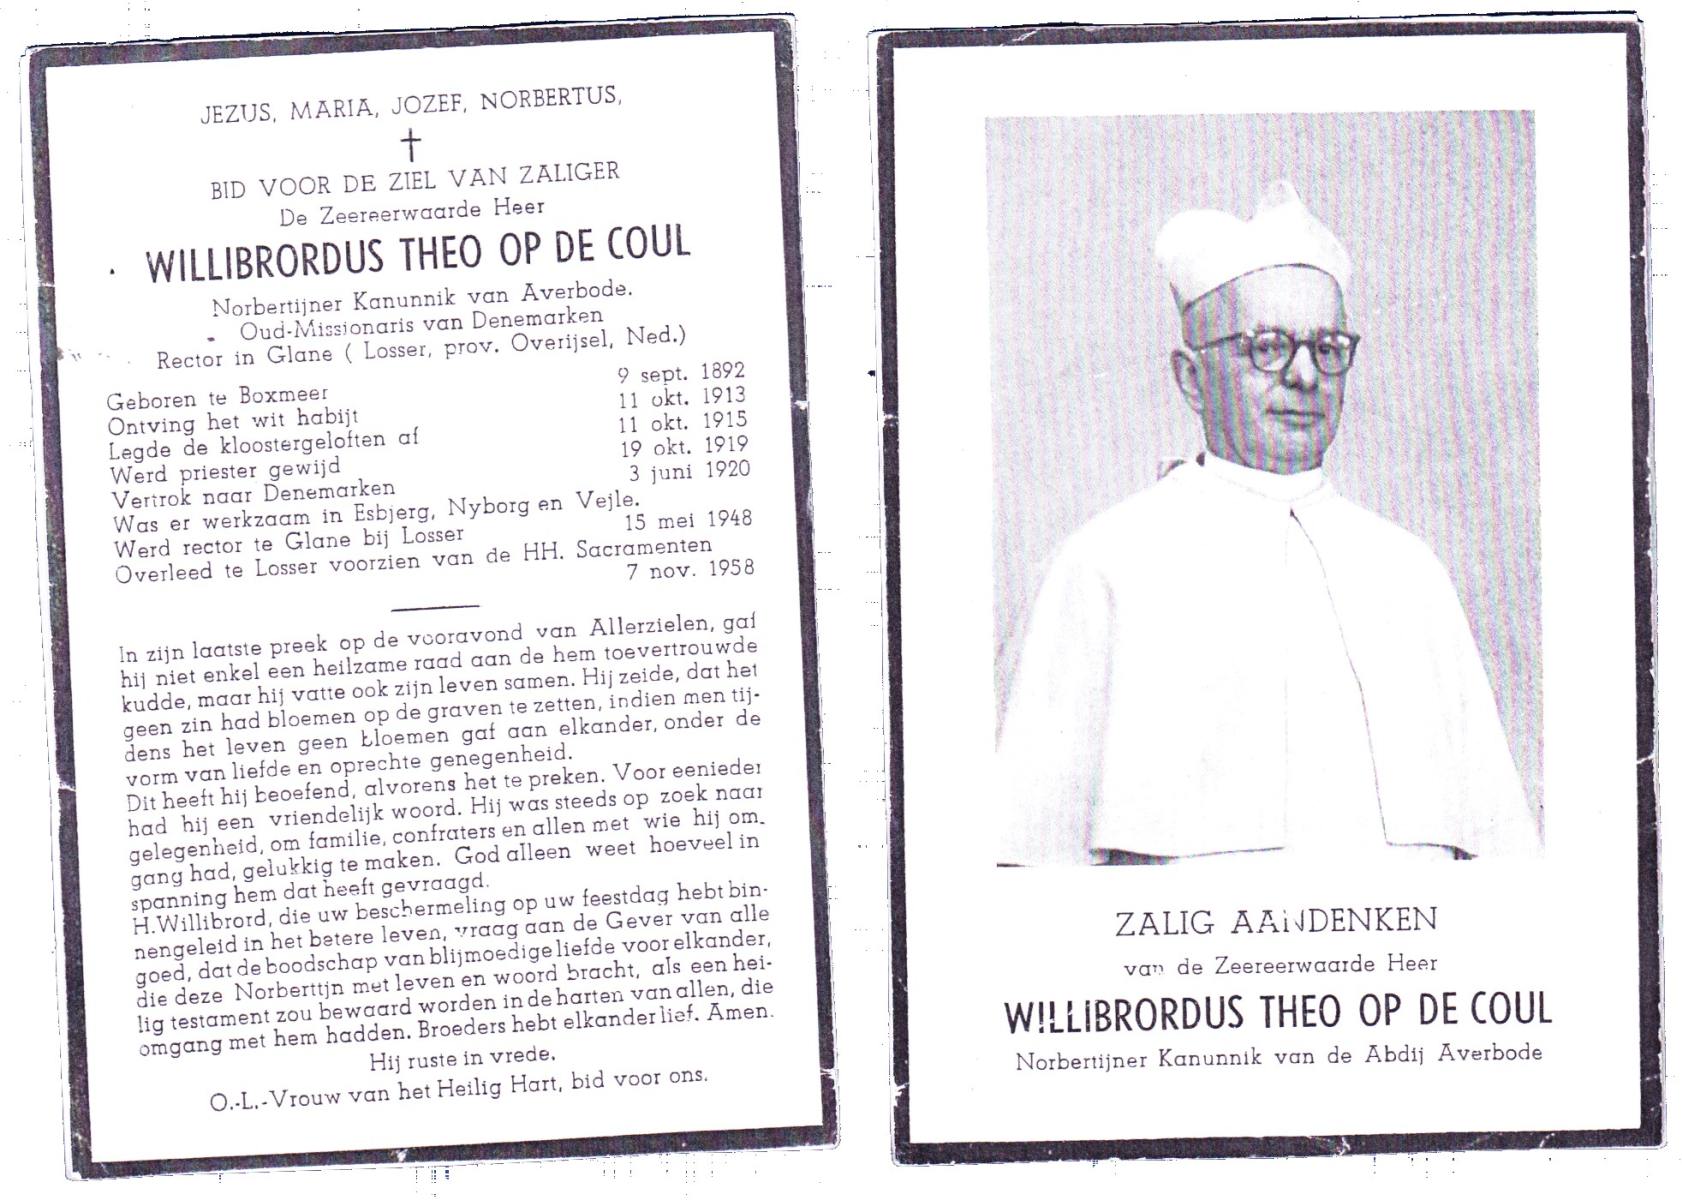 JEZUS, MARIA, JOZEF, NORBERTUS,
BID VOOR DE ZIEL VAN ZALIGER
De Zeereerwaarde Heer
WILLIBRORDUS THEO OP DE COUL
Norbertijner Kanunnik van Averbode.
Oud-Missionaris van Denemarken
Rector in Glane ( Losser, prov. Overijsel, Ned.)
Geboren te Boxmeer 9 sept. 1892
Ontving het wit habijt 11 okt. 1913
Legde de kloostergeloften af 11 okt. 1915
Werd priester gewijd 19 okt. 1919
Vertrok naar Denemarken 3 juni 1920
Was er werkzaam in Esbjerg, Nyborg en Vejle.
Werd rector te Glane bij Losser 15 mei 1948
Overleed te Losser voorzien van de HH. Sacramenten
7 nov. 1958
In zijn laatste preek op de vooravond van Allerzielen, gaf
hij niet enkel een heilzame raad aan de hem toevertrouwde
kudde, maar hij vatte ook zijn leven samen. Hij zeide, dat het
geen zin had bloemen op de graven te zetten, indien men tij-
dens het leven geen bloemen gaf aan elkander, onder de
vorm van liefde en oprechte genegenheid.
Dit heeft hij beoefend, alvorens het te preken. Voor eenieder
had hij een vriendelijk woord. Hij was steeds op zoek naar
gelegenheid, om familie, confraters en allen met wie hij om-
gang had, gelukkig te maken. God alleen weet hoeveel in
spanning hem dat heeft gevraagd.
H. Willibrord, die uw beschermeling op uw feestdag hebt bin-
nengeleid in het betere leven, vraag aan de Gever van alle
goed, dat de boodschap van blijmoedige liefde voor elkander,
die deze Norbertijn met leven en woord bracht, als een hei-
lig testament zou bewaard worden in de harten van allen, die
omgang met hem hadden. Broeders hebt elkander lief. Amen.
Hij ruste in vrede.
O.-L.-Vrouw van het Heilig Hart, bid voor ons.
ZALIG AANDENKEN
van de Zeereerwaarde Heer
WILLIBRORDUS THEO OP DE COUL
Norbertijner Kanunnik van de Abdij Averbode